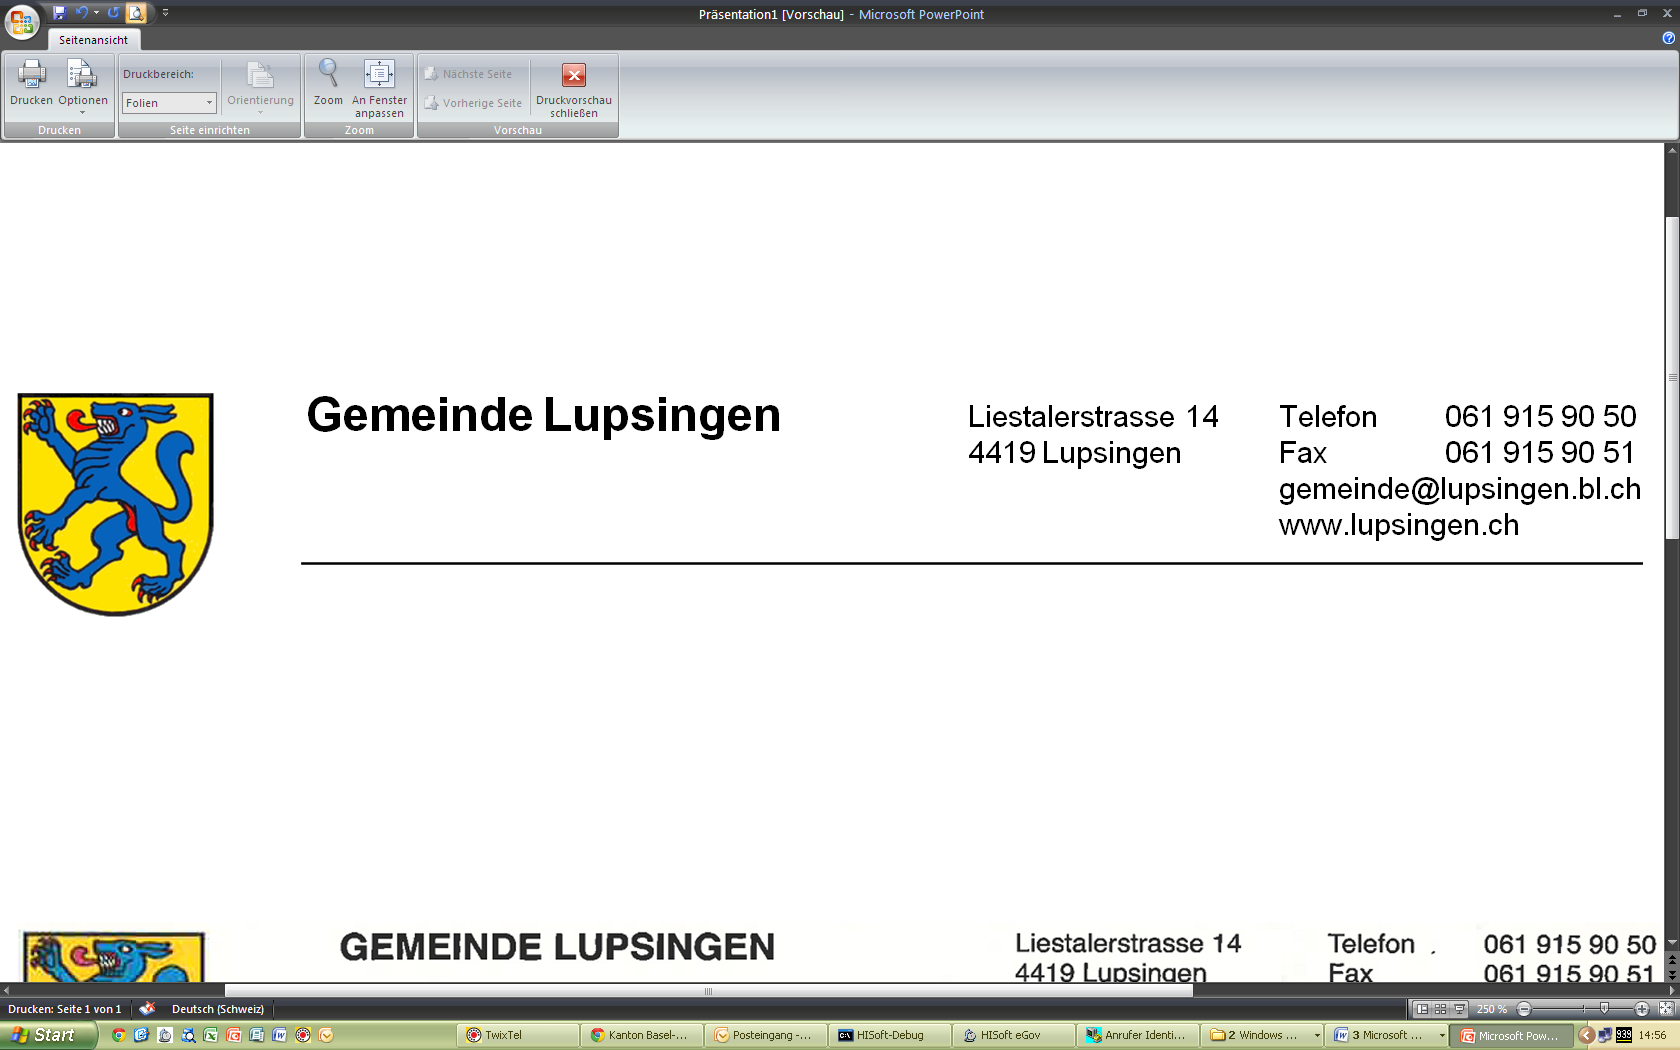 Präsentation1 [Vorschau] - Microsoft PowerPoint
Seitenansicht
Drucken
Optionen
Druckbereich:
Folien
Orientierung
Zoom
An Fenster
anpassen
Nächste Seite
Vorherige Seite
Druckvorschau
schließen
Drucken
Seite einrichten
Zoom
Vorschau
Gemeinde Lupsingen
Liestalerstrasse 14
4419 Lupsingen
Telefon 061 915 90 50
Fax 061 915 90 51
gemeinde@lupsingen.bl.ch
www.lupsingen.ch
GEMEINDE LUPSINGEN
Liestalerstrasse 14
4419 Lupsingen
Telefon 061 915 90 50
Fax 061 915 90 51
Drucken: Seite 1 von 1
Deutsch (Schweiz)
250 %
Start
TwixTel
Kanton Basel-...
Posteingang -...
HISoft-Debug
HISoft eGov
Anrufer Identi...
2 Windows ...
3 Microsoft ...
Microsoft Pow...
939
14:56